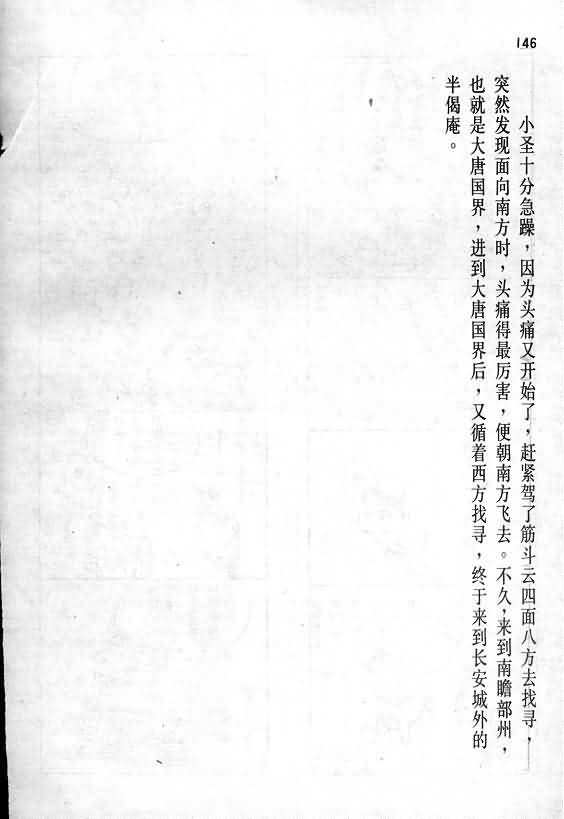 146
小圣十分急躁，因为头痛又开始了，赶紧驾了筋斗云四面八方去找寻，
突然发现面向南方时，头痛得最厉害，便朝南方飞去。不久，来到南瞻部州，
也就是大唐国界，进到大唐国界后，又循着西方找寻，终于来到长安城外的
半偈庵。